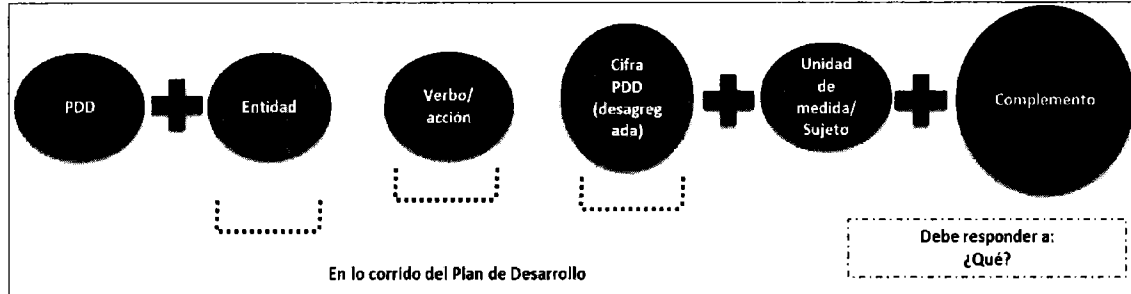 PDD
Entidad
Verbo/
acción
Cifra
PDD
(desagreg
ada)
Unidad
de
medida/
Sujeto
Complemento
Debe responder a:
¿Qué?
En lo corrido del Plan de Desarrollo